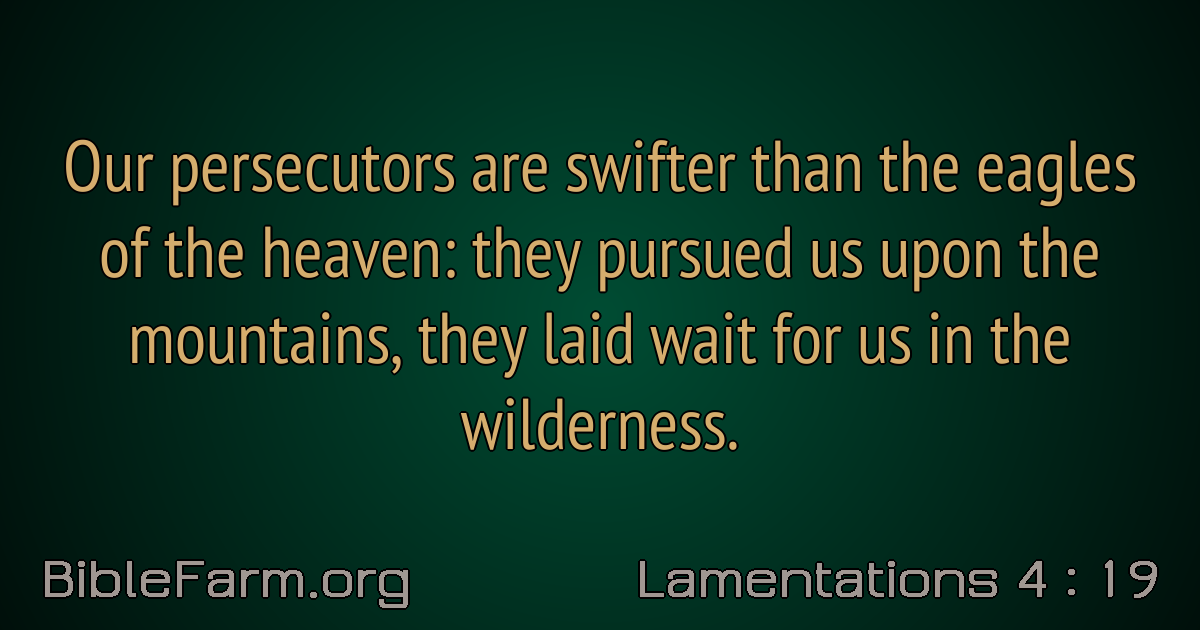 Our persecutors are swifter than the eagles
of the heaven: they pursued us upon the
mountains, they laid wait for us in the
wilderness.
BibleFarm.org
Lamentations 4 : 19